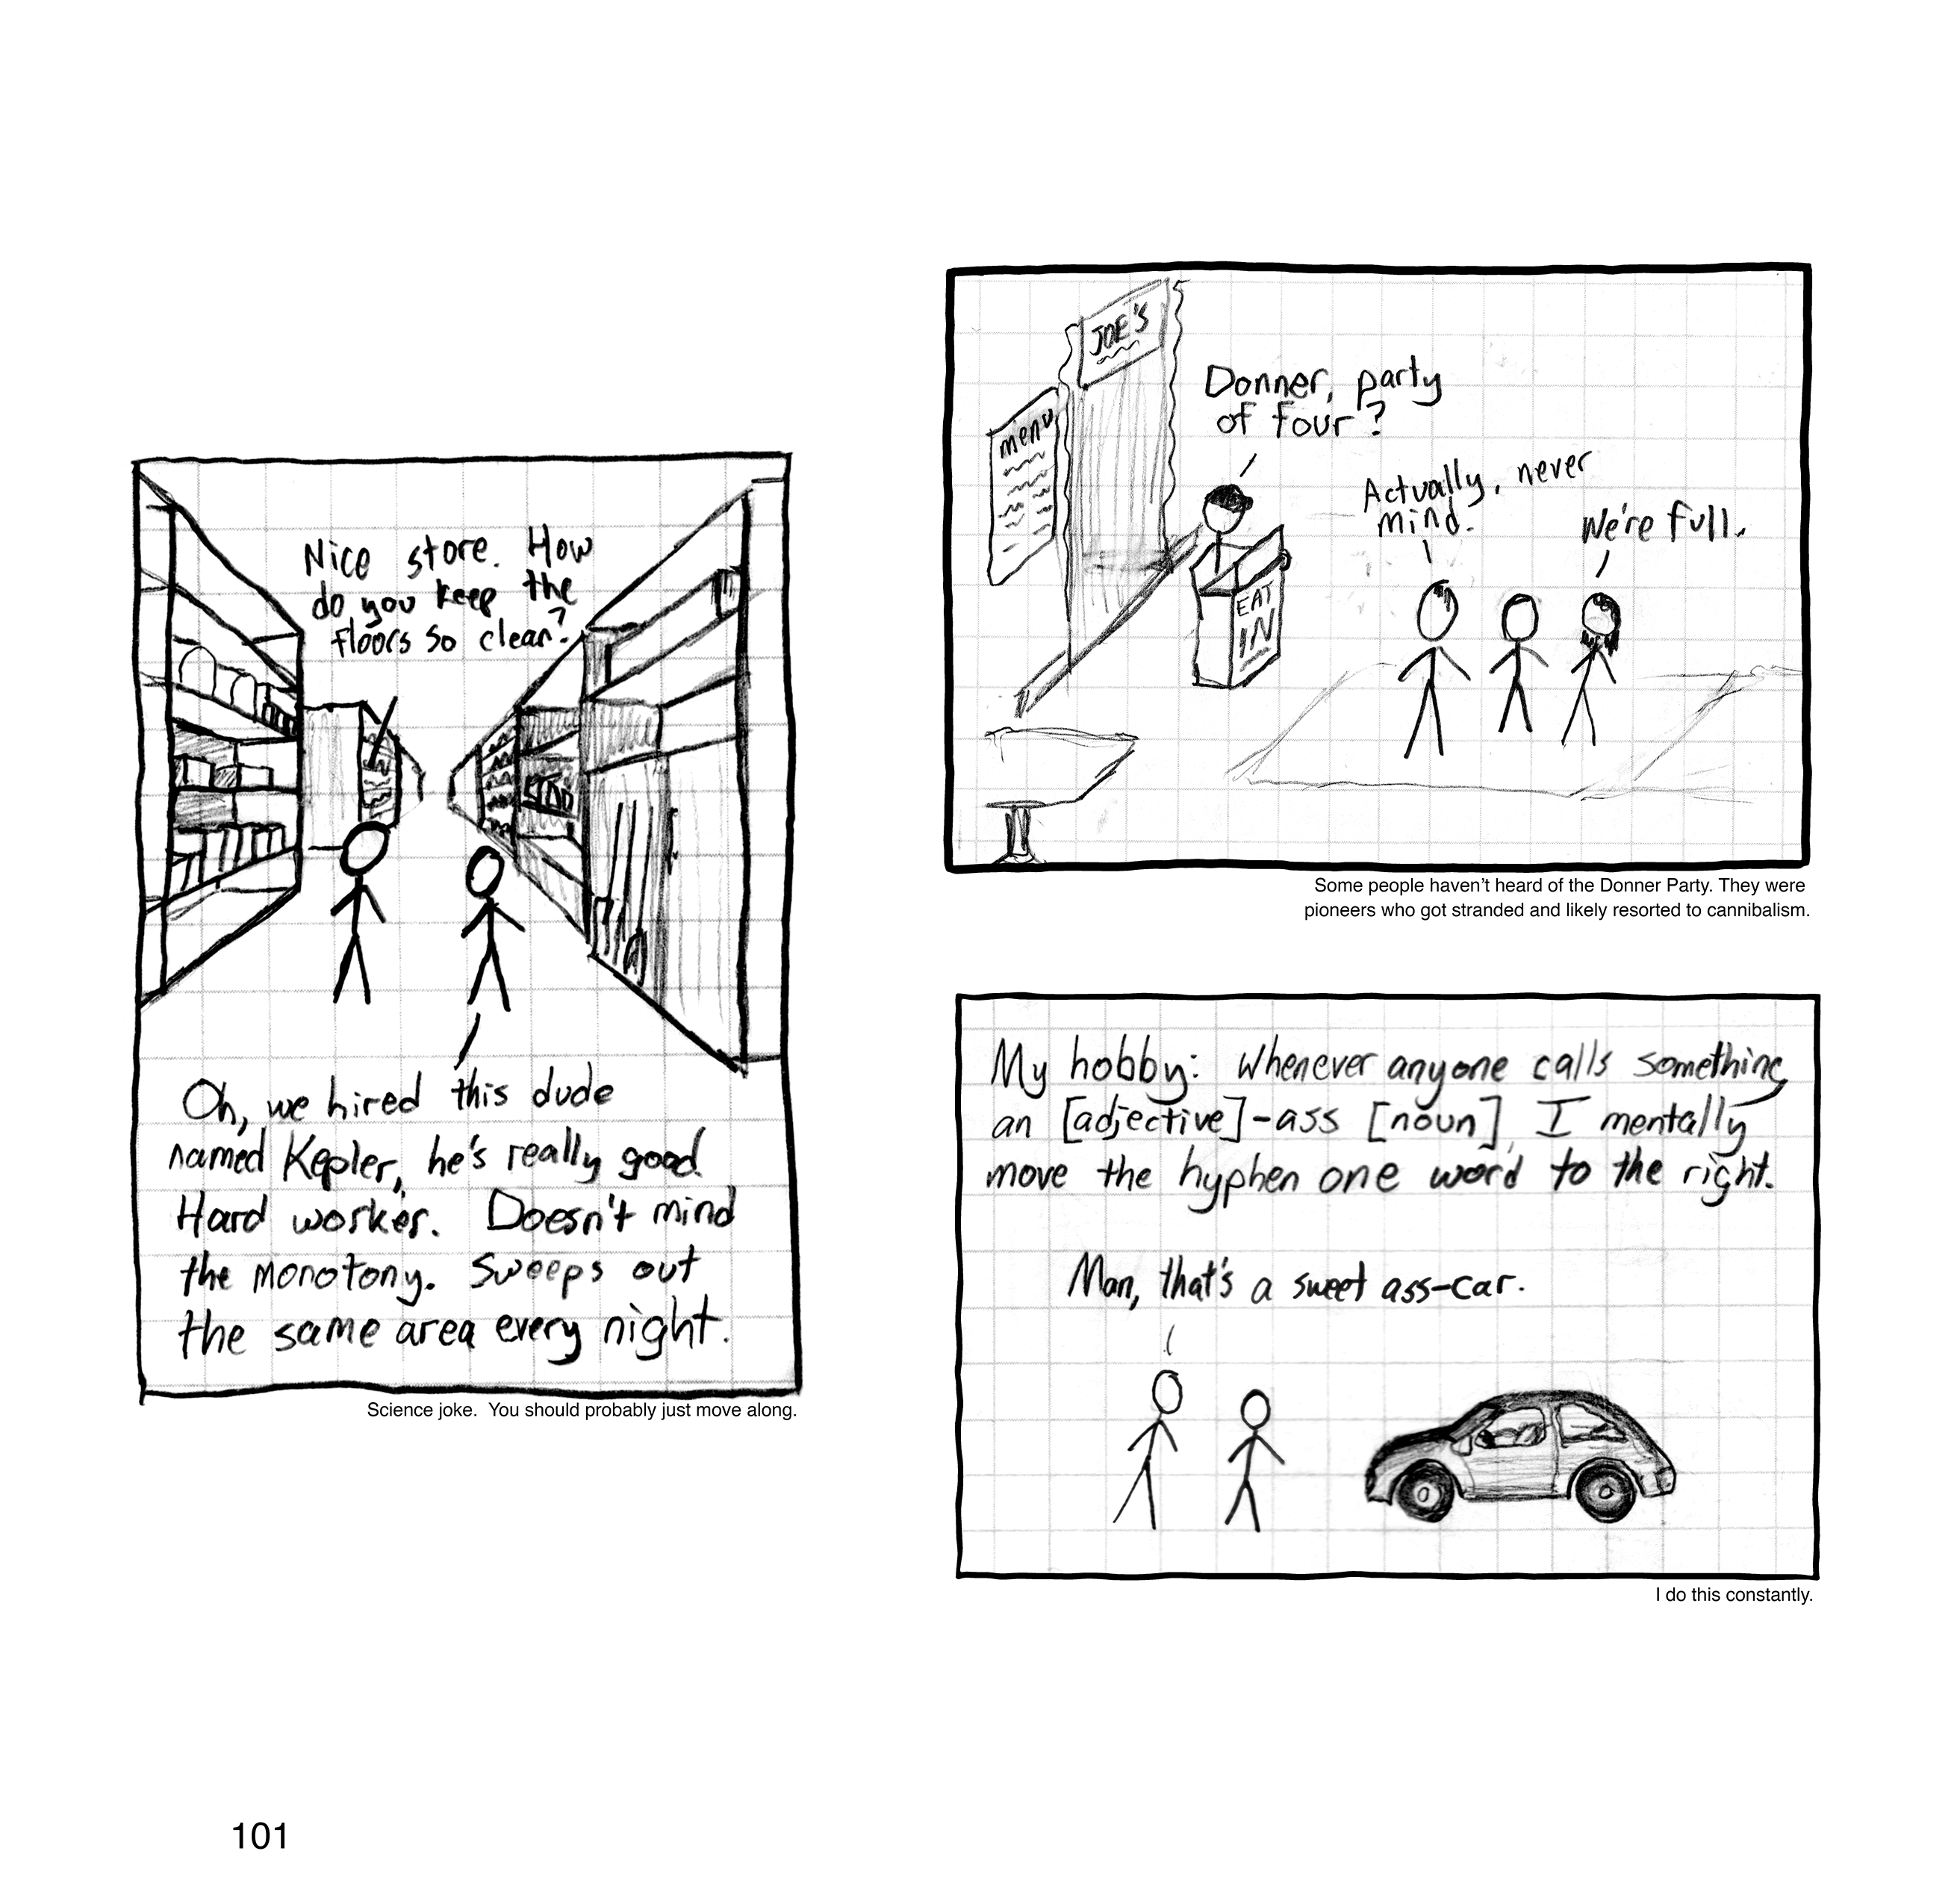 Nice store. How
do you keep the
floors so clean?
Oh, we hired this dude
named Kepler, he's really good.
Hard worker. Doesn't mind
the monotony. Sweeps out
the same area every night.
Science joke. You should probably just move along.
JOE'S
menu
Donner, party
of four?
EAT
IN
Actually, never
mind.
We're full.
Some people haven't heard of the Donner Party. They were
pioneers who got stranded and likely resorted to cannibalism.
My hobby: Whenever anyone calls something
an [adjective]-ass [noun], I mentally
move the hyphen one word to the right.
Man, that's a sweet ass-car.
I do this constantly.
101